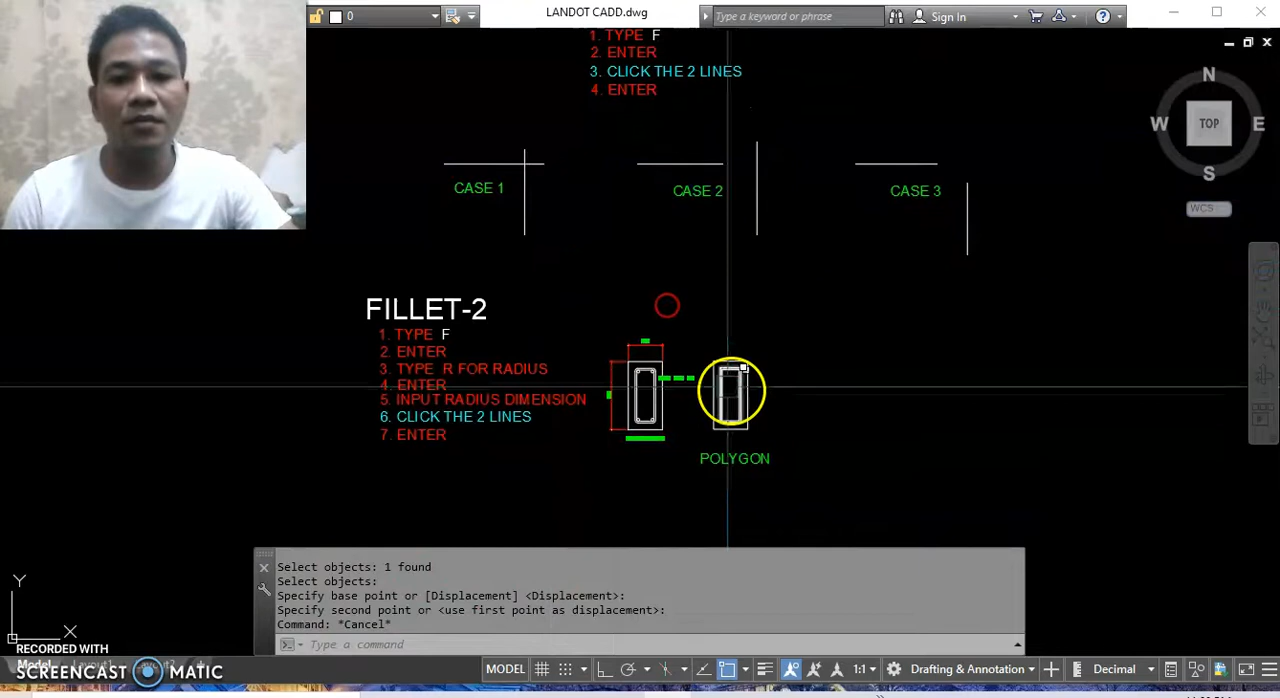 0
LANDOT CADD.dwg
Type a keyword or phrase
Sign In
?
1. TYPE F
2. ENTER
3. CLICK THE 2 LINES
4. ENTER
N
W
TOP
E
S
WCS
CASE 1
CASE 2
CASE 3
FILLET-2
1. TYPE F
2. ENTER
3. TYPE R FOR RADIUS
4. ENTER
5. INPUT RADIUS DIMENSION
6. CLICK THE 2 LINES
7. ENTER
POLYGON
Select objects: 1 found
Select objects:
Specify base point or [Displacement] <Displacement>:
Specify second point or <use first point as displacement>:
Command: *Cancel*
Type a command
Y
X
RECORDED WITH
SCREENCAST MATIC
Model
MODEL
1:1
Drafting & Annotation
Decimal